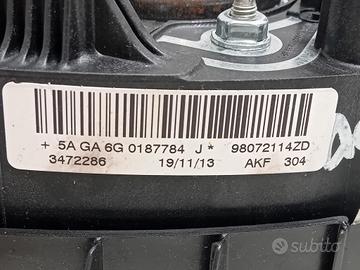 + 5A GA 6G 0187784 J * 98072114ZD
3472286 19/11/13 AKF 304
subito